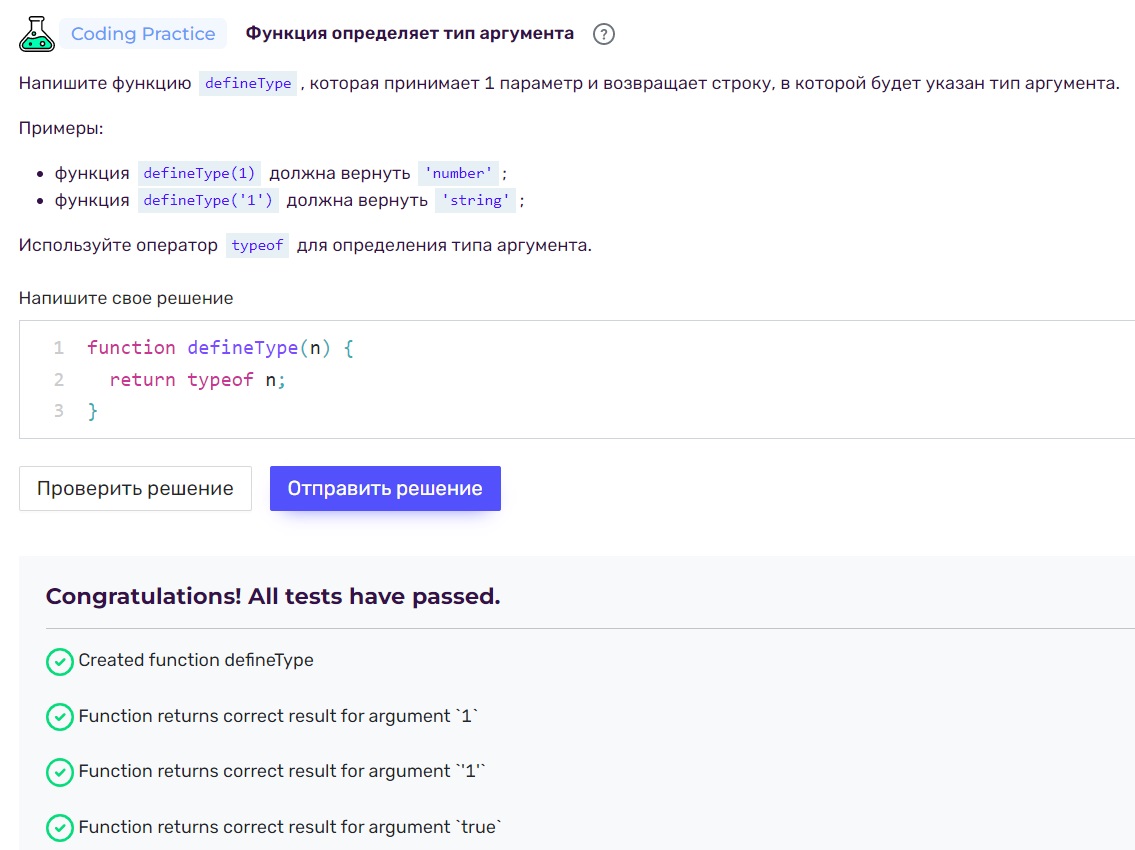 Coding Practice Функция определяет тип аргумента ?
Напишите функцию defineType , которая принимает 1 параметр и возвращает строку, в которой будет указан тип аргумента.
Примеры:
• функция defineType(1) должна вернуть 'number' ;
• функция defineType('1') должна вернуть 'string' ;
Используйте оператор typeof для определения типа аргумента.
Напишите свое решение
1 function defineType(n) {
2   return typeof n;
3 }
Проверить решение Отправить решение
Congratulations! All tests have passed.
Created function defineType
Function returns correct result for argument `1`
Function returns correct result for argument `'1'`
Function returns correct result for argument `true`